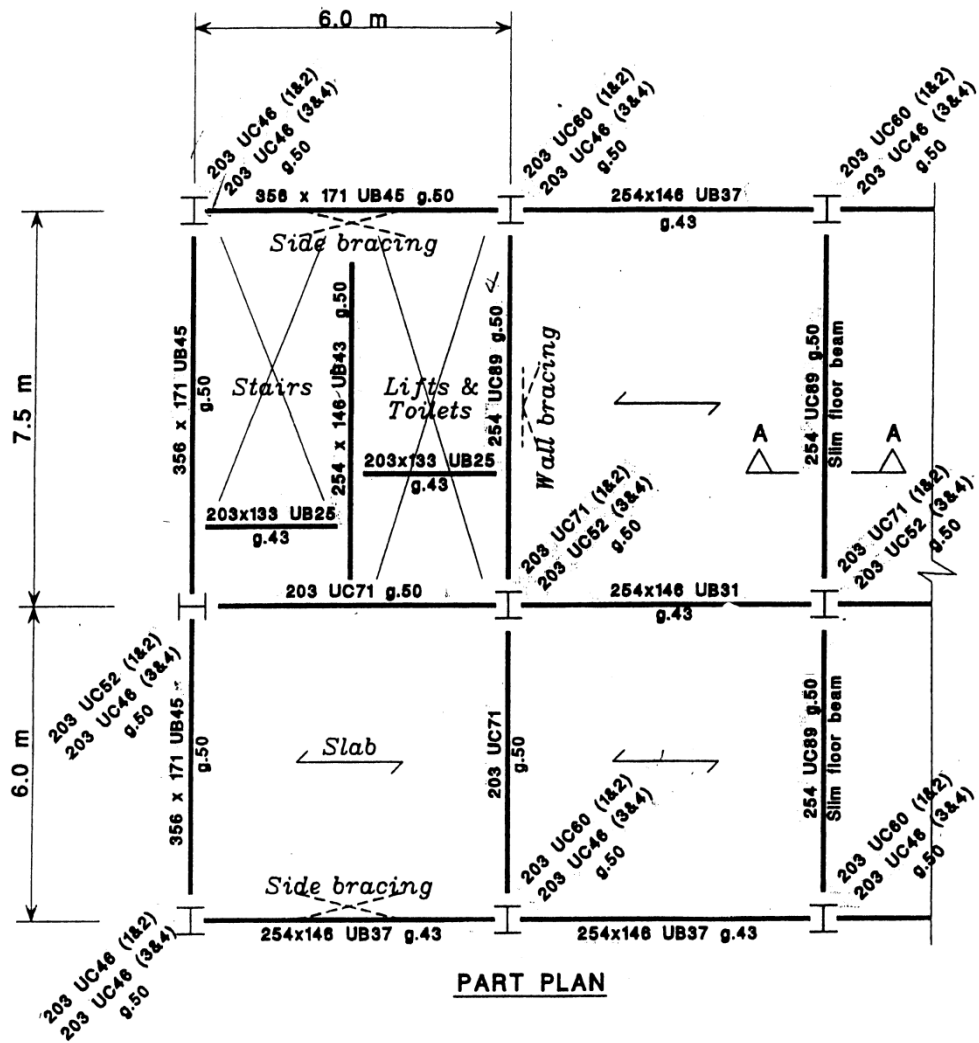 6.0 m
203 UC46 (1&2)
203 UC46 (3&4)
g.50
203 UC60 (1&2)
203 UC46 (3&4)
g.50
203 UC60 (1&2)
203 UC46 (3&4)
g.50
356 x 171 UB45 g.50
254x146 UB37
g.43
Side bracing
7.5 m
356 x 171 UB45
g.50
Stairs
254 x 146 UB43
g.50
Lifts &
Toilets
254 UC89 g.50
Wall bracing
254 UC89 g.50
Slim floor beam
A
A
203x133 UB25
g.43
203x133 UB25
g.43
203 UC71 (1&2)
203 UC52 (3&4)
g.50
203 UC71 (1&2)
203 UC52 (3&4)
g.50
203 UC71 g.50
254x146 UB31
g.43
203 UC52 (1&2)
203 UC46 (3&4)
g.50
6.0 m
356 x 171 UB45
g.50
Slab
203 UC71
g.50
254 UC89 g.50
Slim floor beam
203 UC60 (1&2)
203 UC46 (3&4)
g.50
203 UC60 (1&2)
203 UC46 (3&4)
g.50
Side bracing
254x146 UB37 g.43
254x146 UB37 g.43
203 UC46 (1&2)
203 UC46 (3&4)
g.50
PART PLAN